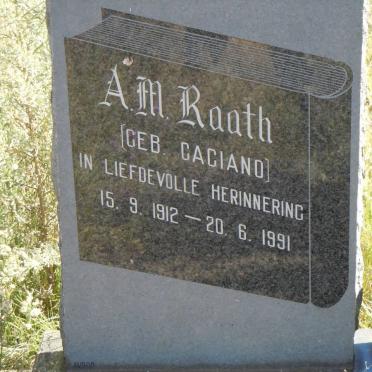 A.M. Raath
[GEB. CACIANO]
IN LIEFDEVOLLE HERINNERING
15. 9. 1912 — 20. 6. 1991